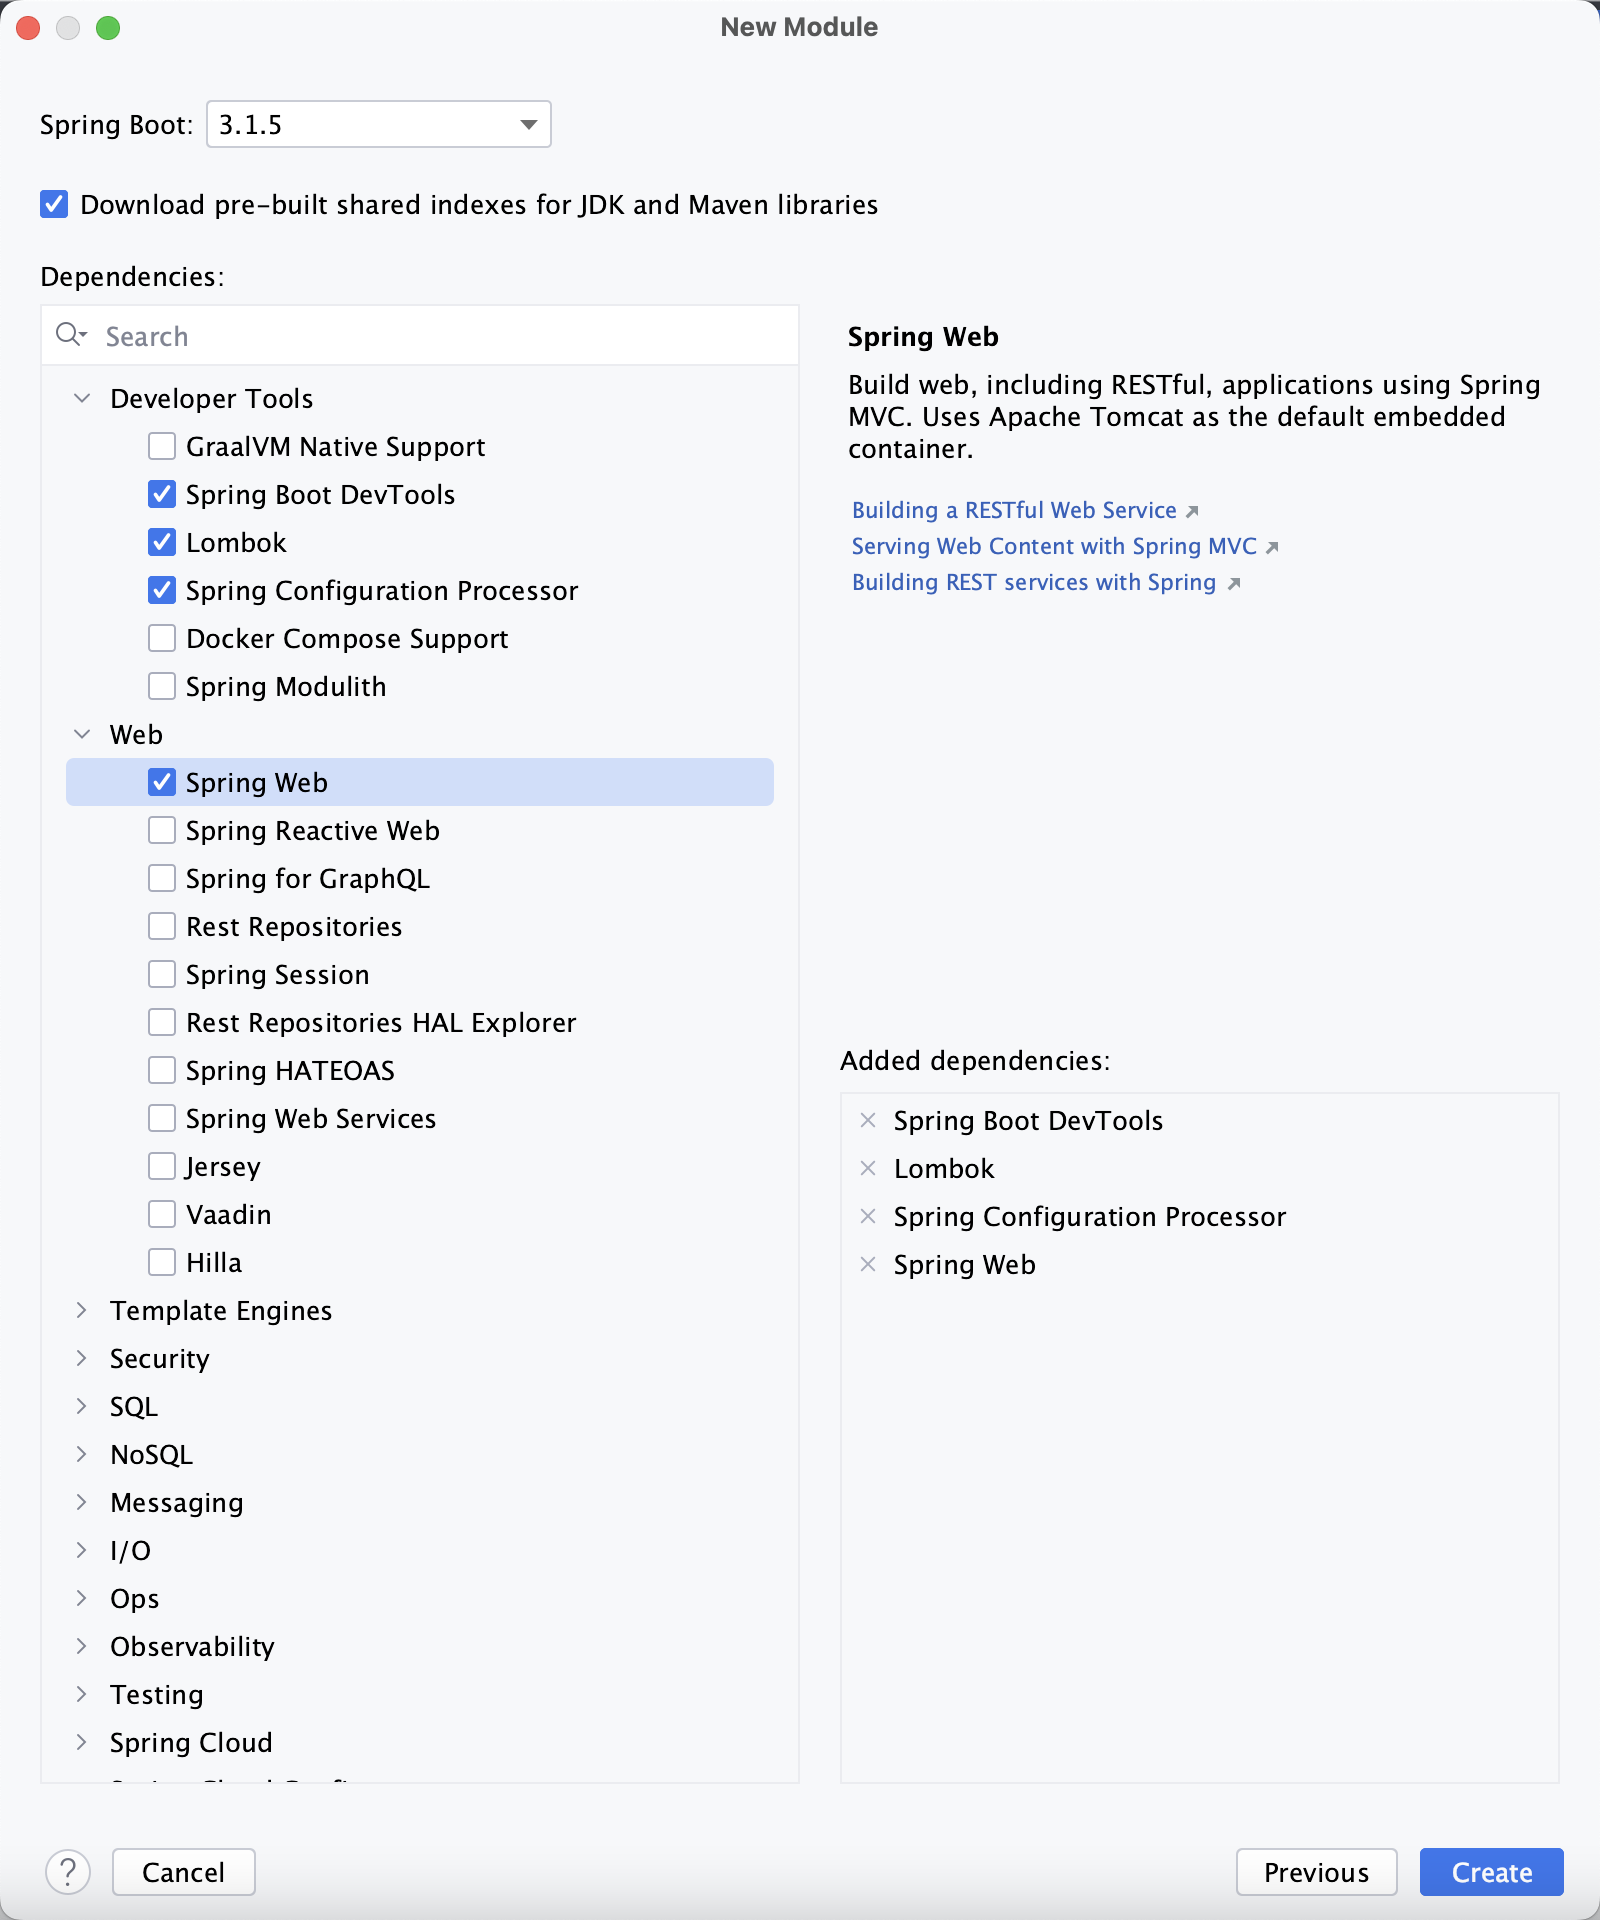 New Module
Spring Boot: 3.1.5
Download pre-built shared indexes for JDK and Maven libraries
Dependencies:
Search
Developer Tools
GraalVM Native Support
Spring Boot DevTools
Lombok
Spring Configuration Processor
Docker Compose Support
Spring Modulith
Web
Spring Web
Spring Reactive Web
Spring for GraphQL
Rest Repositories
Spring Session
Rest Repositories HAL Explorer
Spring HATEOAS
Spring Web Services
Jersey
Vaadin
Hilla
Template Engines
Security
SQL
NoSQL
Messaging
I/O
Ops
Observability
Testing
Spring Cloud
Spring Web
Build web, including RESTful, applications using Spring
MVC. Uses Apache Tomcat as the default embedded
container.
Building a RESTful Web Service
Serving Web Content with Spring MVC
Building REST services with Spring
Added dependencies:
Spring Boot DevTools
Lombok
Spring Configuration Processor
Spring Web
?
Cancel
Previous
Create